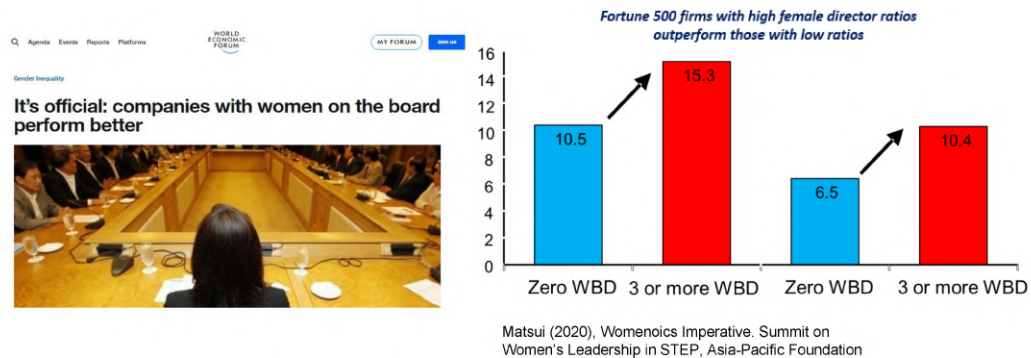 WORLD
ECONOMIC
FORUM
Agenda Events Reports Platforms
MY FORUM
Join us
Gender Inequality
It's official: companies with women on the board
perform better
Fortune 500 firms with high female director ratios
outperform those with low ratios
16
14
12
10
8
6
4
2
0
10.5
15.3
6.5
10.4
Zero WBD
3 or more WBD
Zero WBD
3 or more WBD
Matsui (2020), Womenoics Imperative. Summit on
Women's Leadership in STEP, Asia-Pacific Foundation